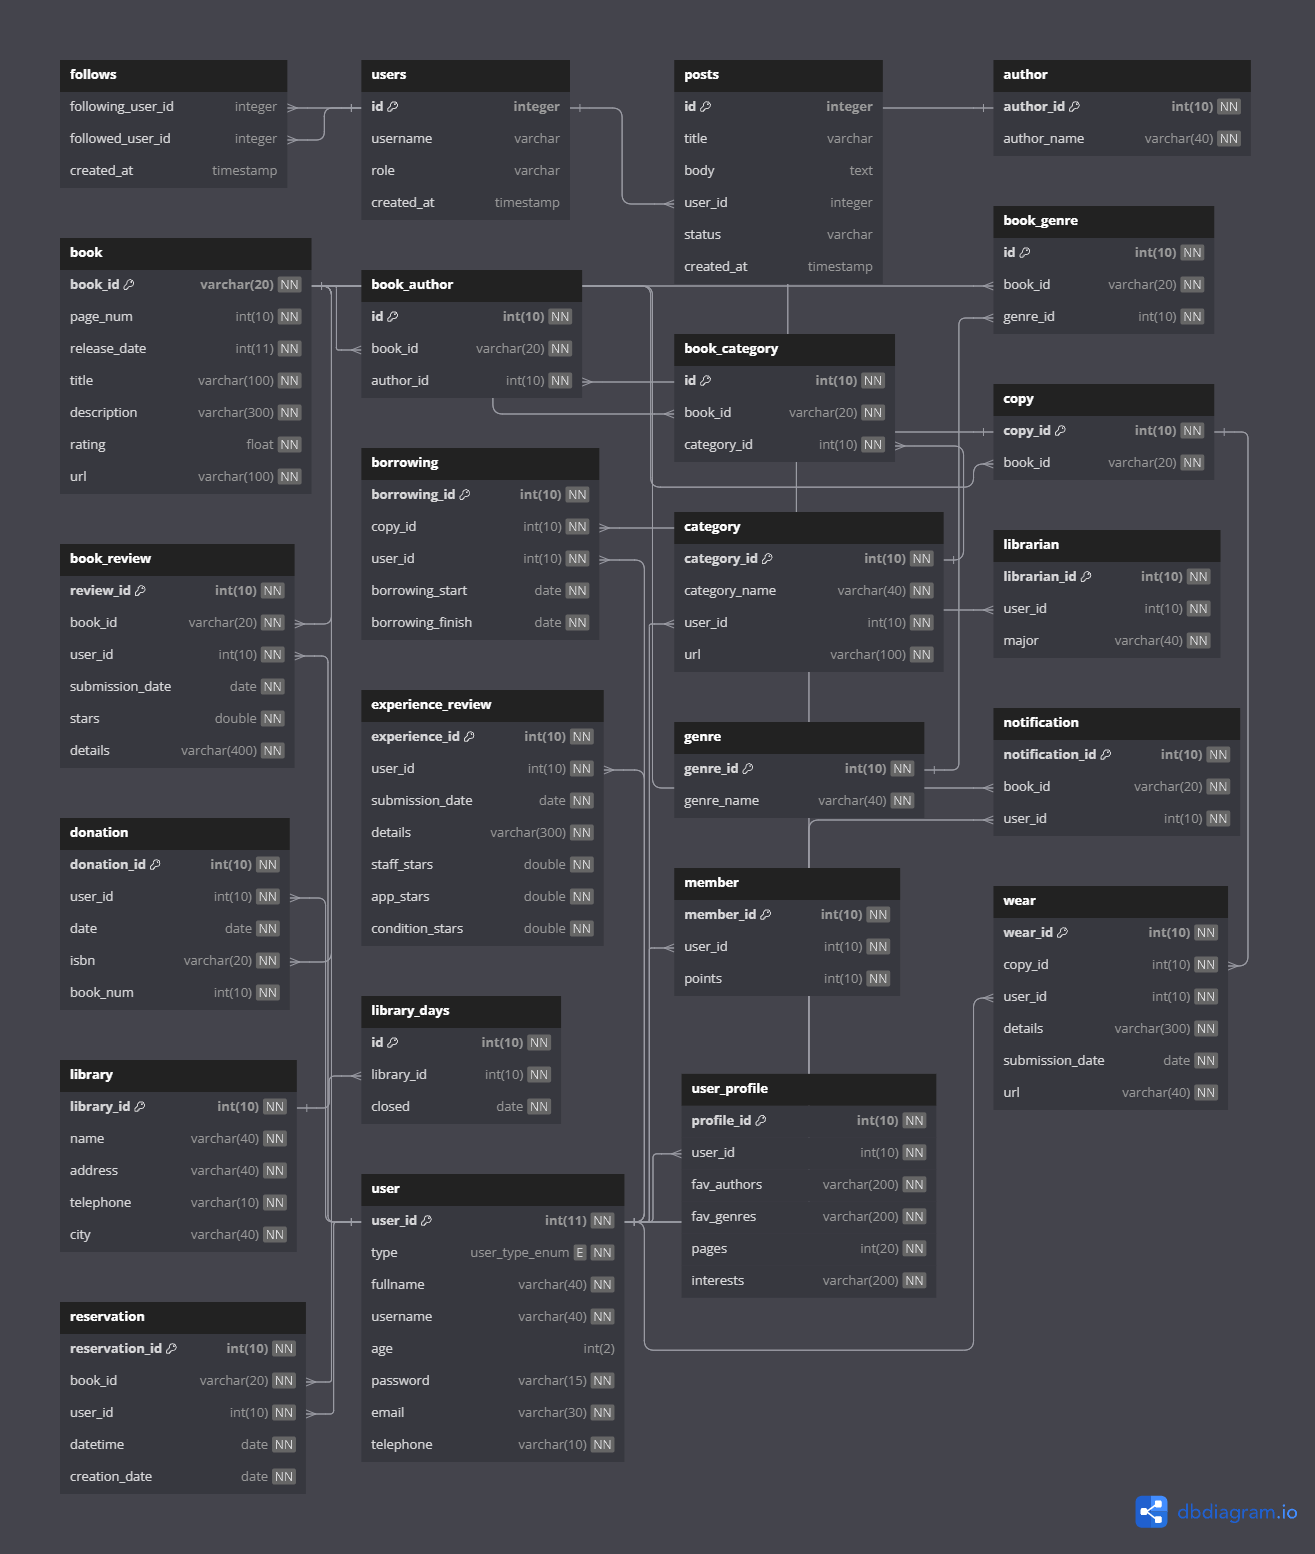 follows
following_user_id integer
followed_user_id integer
created_at timestamp
users
id integer
username varchar
role varchar
created_at timestamp
posts
id integer
title varchar
body text
user_id integer
status varchar
created_at timestamp
author
author_id int(10) NN
author_name varchar(40) NN
book
book_id varchar(20) NN
page_num int(10) NN
release_date int(11) NN
title varchar(100) NN
description varchar(300) NN
rating float NN
url varchar(100) NN
book_author
id int(10) NN
book_id varchar(20) NN
author_id int(10) NN
book_category
id int(10) NN
book_id varchar(20) NN
category_id int(10) NN
book_genre
id int(10) NN
book_id varchar(20) NN
genre_id int(10) NN
copy
copy_id int(10) NN
book_id varchar(20) NN
borrowing
borrowing_id int(10) NN
copy_id int(10) NN
user_id int(10) NN
borrowing_start date NN
borrowing_finish date NN
category
category_id int(10) NN
category_name varchar(40) NN
user_id int(10) NN
url varchar(100) NN
librarian
librarian_id int(10) NN
user_id int(10) NN
major varchar(40) NN
book_review
review_id int(10) NN
book_id varchar(20) NN
user_id int(10) NN
submission_date date NN
stars double NN
details varchar(400) NN
experience_review
experience_id int(10) NN
user_id int(10) NN
submission_date date NN
details varchar(300) NN
staff_stars double NN
app_stars double NN
condition_stars double NN
genre
genre_id int(10) NN
genre_name varchar(40) NN
notification
notification_id int(10) NN
book_id varchar(20) NN
user_id int(10) NN
donation
donation_id int(10) NN
user_id int(10) NN
date date NN
isbn varchar(20) NN
book_num int(10) NN
member
member_id int(10) NN
user_id int(10) NN
points int(10) NN
wear
wear_id int(10) NN
copy_id int(10) NN
user_id int(10) NN
details varchar(300) NN
submission_date date NN
url varchar(40) NN
library_days
id int(10) NN
library_id int(10) NN
closed date NN
library
library_id int(10) NN
name varchar(40) NN
address varchar(40) NN
telephone varchar(10) NN
city varchar(40) NN
user_profile
profile_id int(10) NN
user_id int(10) NN
fav_authors varchar(200) NN
fav_genres varchar(200) NN
pages int(20) NN
interests varchar(200) NN
user
user_id int(11) NN
type user_type_enum E NN
fullname varchar(40) NN
username varchar(40) NN
age int(2)
password varchar(15) NN
email varchar(30) NN
telephone varchar(10) NN
reservation
reservation_id int(10) NN
book_id varchar(20) NN
user_id int(10) NN
datetime date NN
creation_date date NN
dbdiagram.io